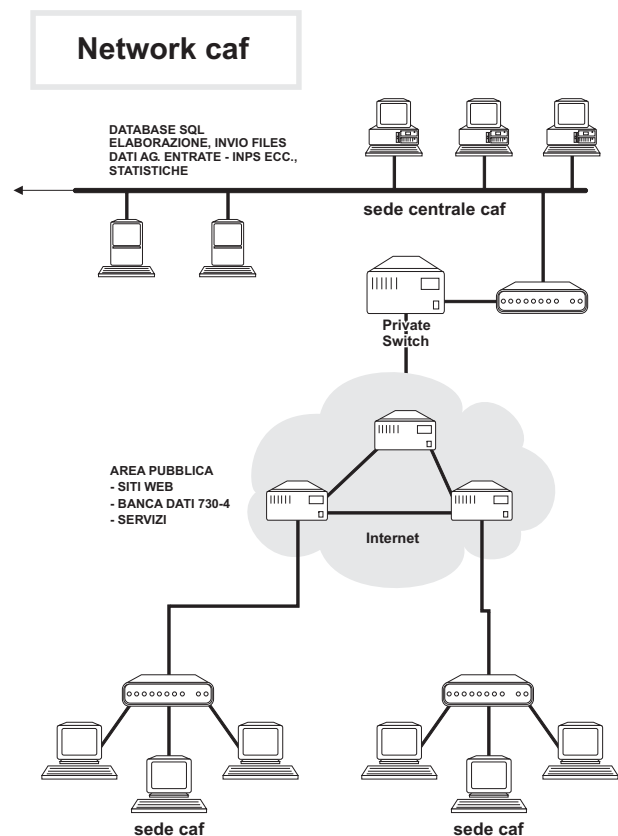 Network caf
DATABASE SQL
ELABORAZIONE, INVIO FILES
DATI AG. ENTRATE - INPS ECC.,
STATISTICHE
sede centrale caf
Private
Switch
AREA PUBBLICA
- SITI WEB
- BANCA DATI 730-4
- SERVIZI
Internet
sede caf
sede caf